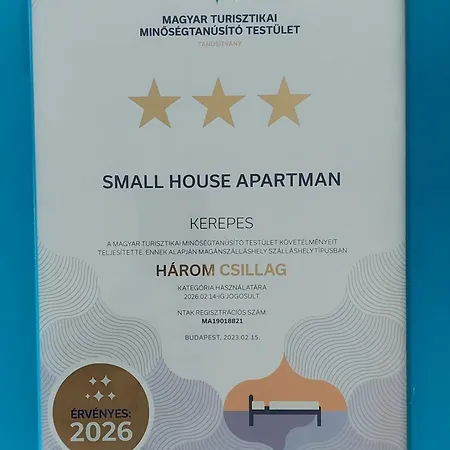 MAGYAR TURISZTIKAI
MINŐSÉGTANÚSÍTÓ TESTÜLET
TANÚSÍTVÁNY
SMALL HOUSE APARTMAN
KEREPES
A MAGYAR TURISZTIKAI MINŐSÉGTANÚSÍTÓ TESTÜLET KÖVETELMÉNYEIT
TELJESÍTETTE. ENNEK ALAPJÁN MAGÁNSZÁLLÁSHELY SZÁLLÁSHELYTÍPUSBAN
HÁROM CSILLAG
KATEGÓRIA HASZNÁLATÁRA
2026.02.14-IG JOGOSULT.
NTAK REGISZTRÁCIÓS SZÁM:
MA19018821
BUDAPEST, 2023.02.15.
ÉRVÉNYES:
2026